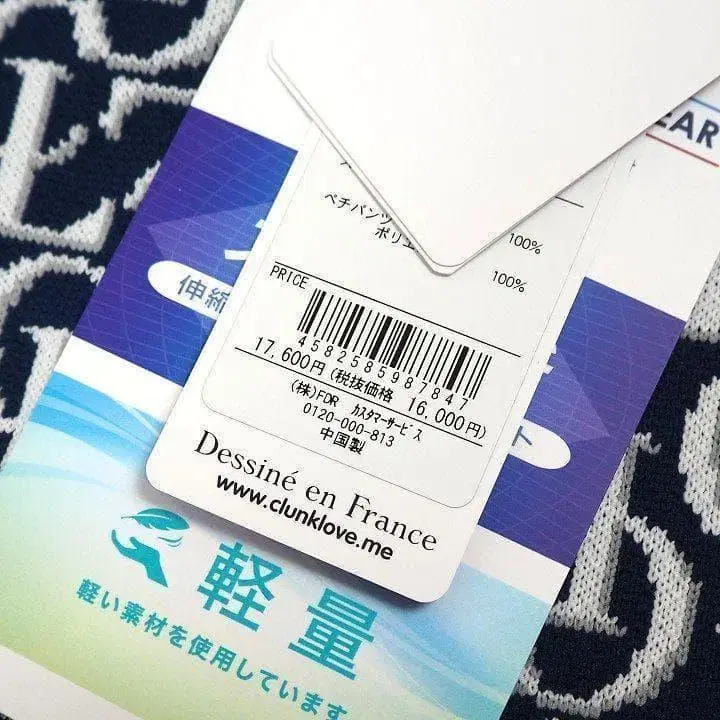 EAR
ペチパンツ 100%
ポリエ 100%
伸縮
PRICE
4582585987847
17,600円(税抜価格 16,000円)
(株)FDR カスタマーサービス
0120-000-813
中国製
ト
Dessiné en France
www.clunklove.me
軽量
軽い素材を使用しています